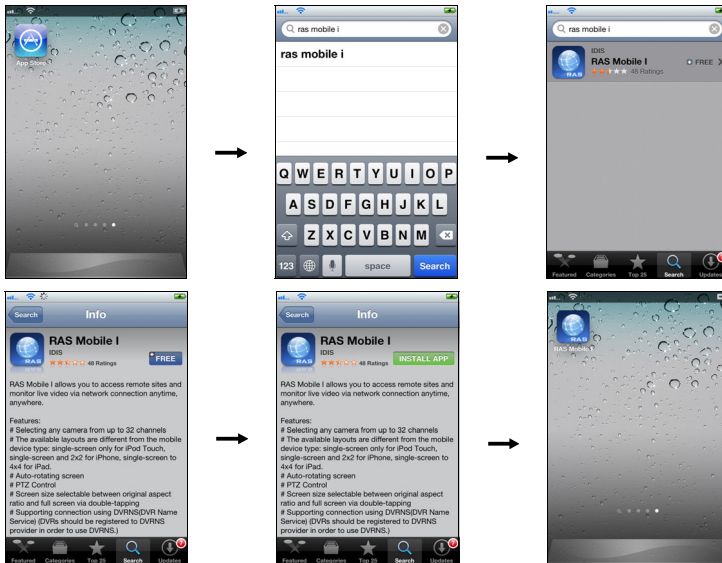 App Store
ras mobile i
ras mobile i
Q W E R T Y U I O P
A S D F G H J K L
Z X C V B N M
123 space Search
ras mobile i
IDIS
RAS Mobile I
FREE
48 Ratings
RAS
Featured Categories Top 25 Search Updates
Search Info
RAS Mobile I
IDIS
48 Ratings
FREE
RAS
RAS Mobile I allows you to access remote sites and
monitor live video via network connection anytime,
anywhere.
Features:
# Selecting any camera from up to 32 channels
# The available layouts are different from the mobile
device type: single-screen only for iPod Touch,
single-screen and 2x2 for iPhone, single-screen to
4x4 for iPad.
# Auto-rotating screen
# PTZ Control
# Screen size selectable between original aspect
ratio and full screen via double-tapping
# Supporting connection using DVRNS(DVR Name
Service) (DVRs should be registered to DVRNS
provider in order to use DVRNS.)
Featured Categories Top 25 Search Updates
Search Info
RAS Mobile I
IDIS
48 Ratings
INSTALL APP
RAS
RAS Mobile I allows you to access remote sites and
monitor live video via network connection anytime,
anywhere.
Features:
# Selecting any camera from up to 32 channels
# The available layouts are different from the mobile
device type: single-screen only for iPod Touch,
single-screen and 2x2 for iPhone, single-screen to
4x4 for iPad.
# Auto-rotating screen
# PTZ Control
# Screen size selectable between original aspect
ratio and full screen via double-tapping
# Supporting connection using DVRNS(DVR Name
Service) (DVRs should be registered to DVRNS
provider in order to use DVRNS.)
Featured Categories Top 25 Search Updates
RAS
RAS Mobile I